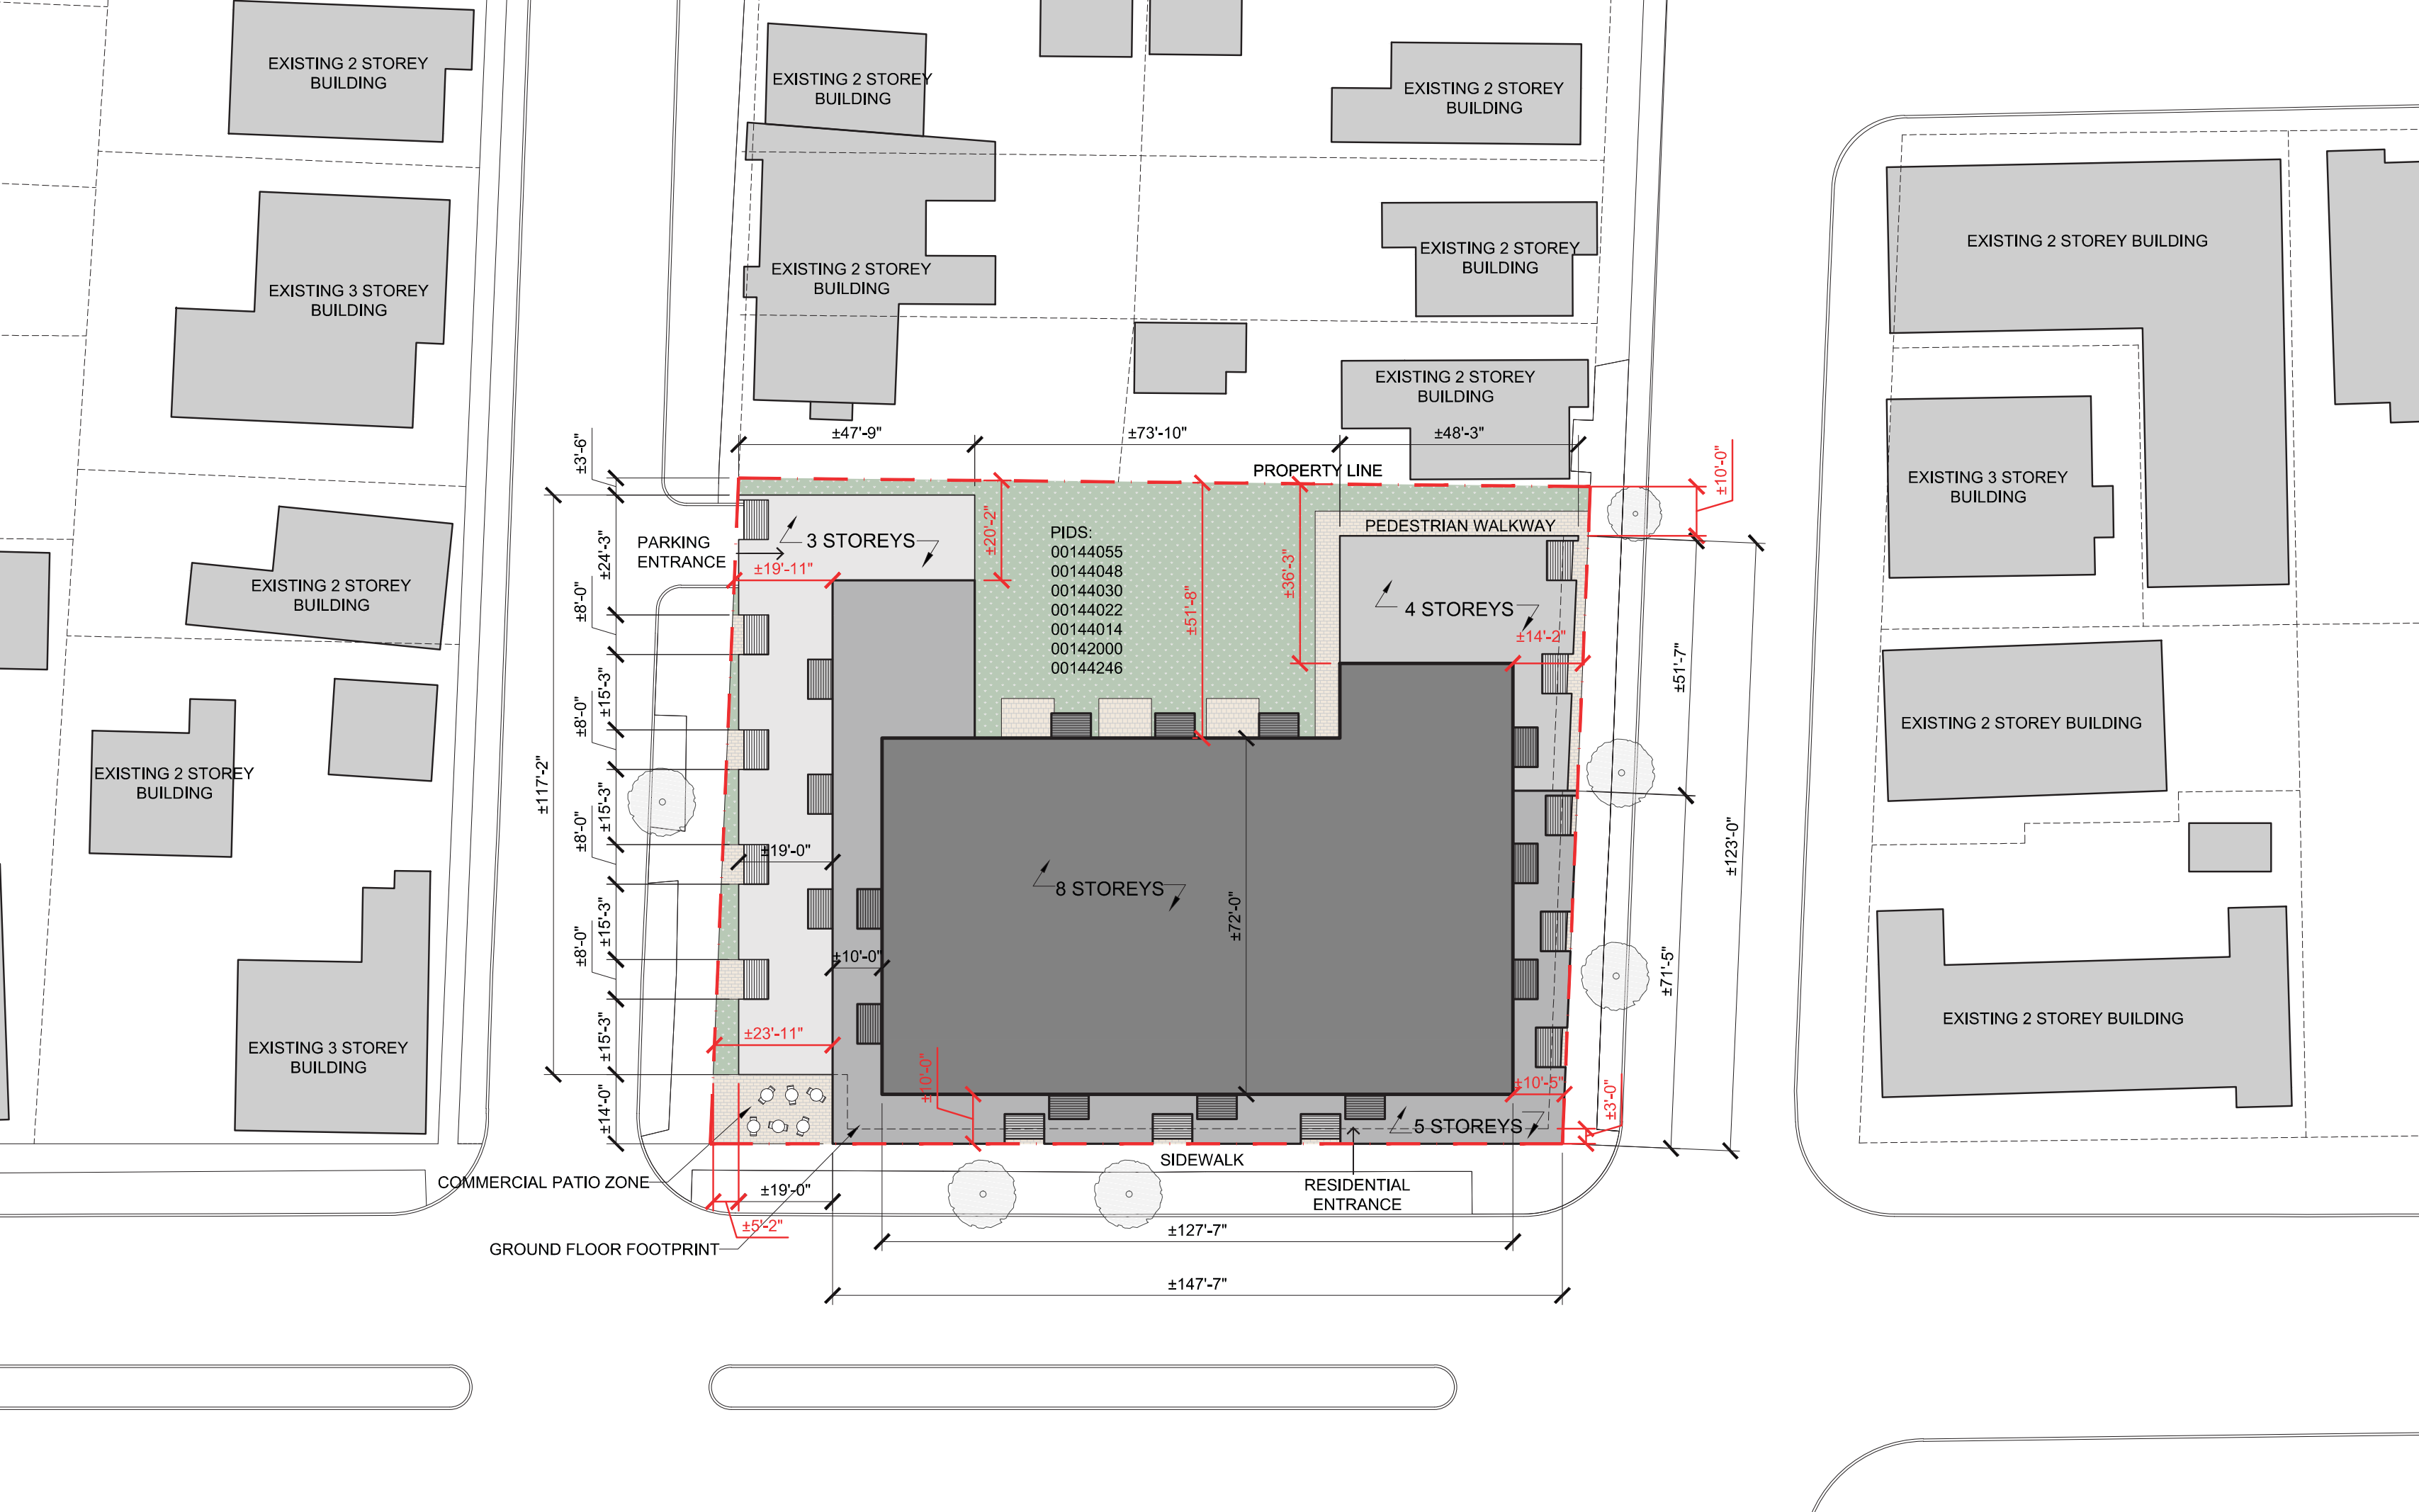 EXISTING 2 STOREY
BUILDING
EXISTING 2 STOREY
BUILDING
EXISTING 2 STOREY
BUILDING
EXISTING 3 STOREY
BUILDING
EXISTING 2 STOREY
BUILDING
EXISTING 2 STOREY
BUILDING
EXISTING 2 STOREY BUILDING
EXISTING 2 STOREY
BUILDING
EXISTING 3 STOREY
BUILDING
EXISTING 2 STOREY
BUILDING
EXISTING 2 STOREY BUILDING
EXISTING 2 STOREY
BUILDING
EXISTING 3 STOREY
BUILDING
EXISTING 2 STOREY BUILDING
±47'-9"
±73'-10"
±48'-3"
±3'-6"
PROPERTY LINE
±10'-0"
PARKING
ENTRANCE
3 STOREYS
±19'-11"
±20'-2"
PIDS:
00144055
00144048
00144030
00144022
00144014
00142000
00144246
±51'-8"
±36'-3"
PEDESTRIAN WALKWAY
4 STOREYS
±14'-2"
±24'-3"
±8'-0"
±15'-3"
±8'-0"
±15'-3"
±8'-0"
±15'-3"
±8'-0"
±15'-3"
±14'-0"
±117'-2"
±19'-0"
±10'-0"
±23'-11"
8 STOREYS
±72'-0"
±51'-7"
±123'-0"
±71'-5"
±10'-0"
±10'-5"
±3'-0"
5 STOREYS
SIDEWALK
COMMERCIAL PATIO ZONE
±19'-0"
±5'-2"
RESIDENTIAL
ENTRANCE
GROUND FLOOR FOOTPRINT
±127'-7"
±147'-7"